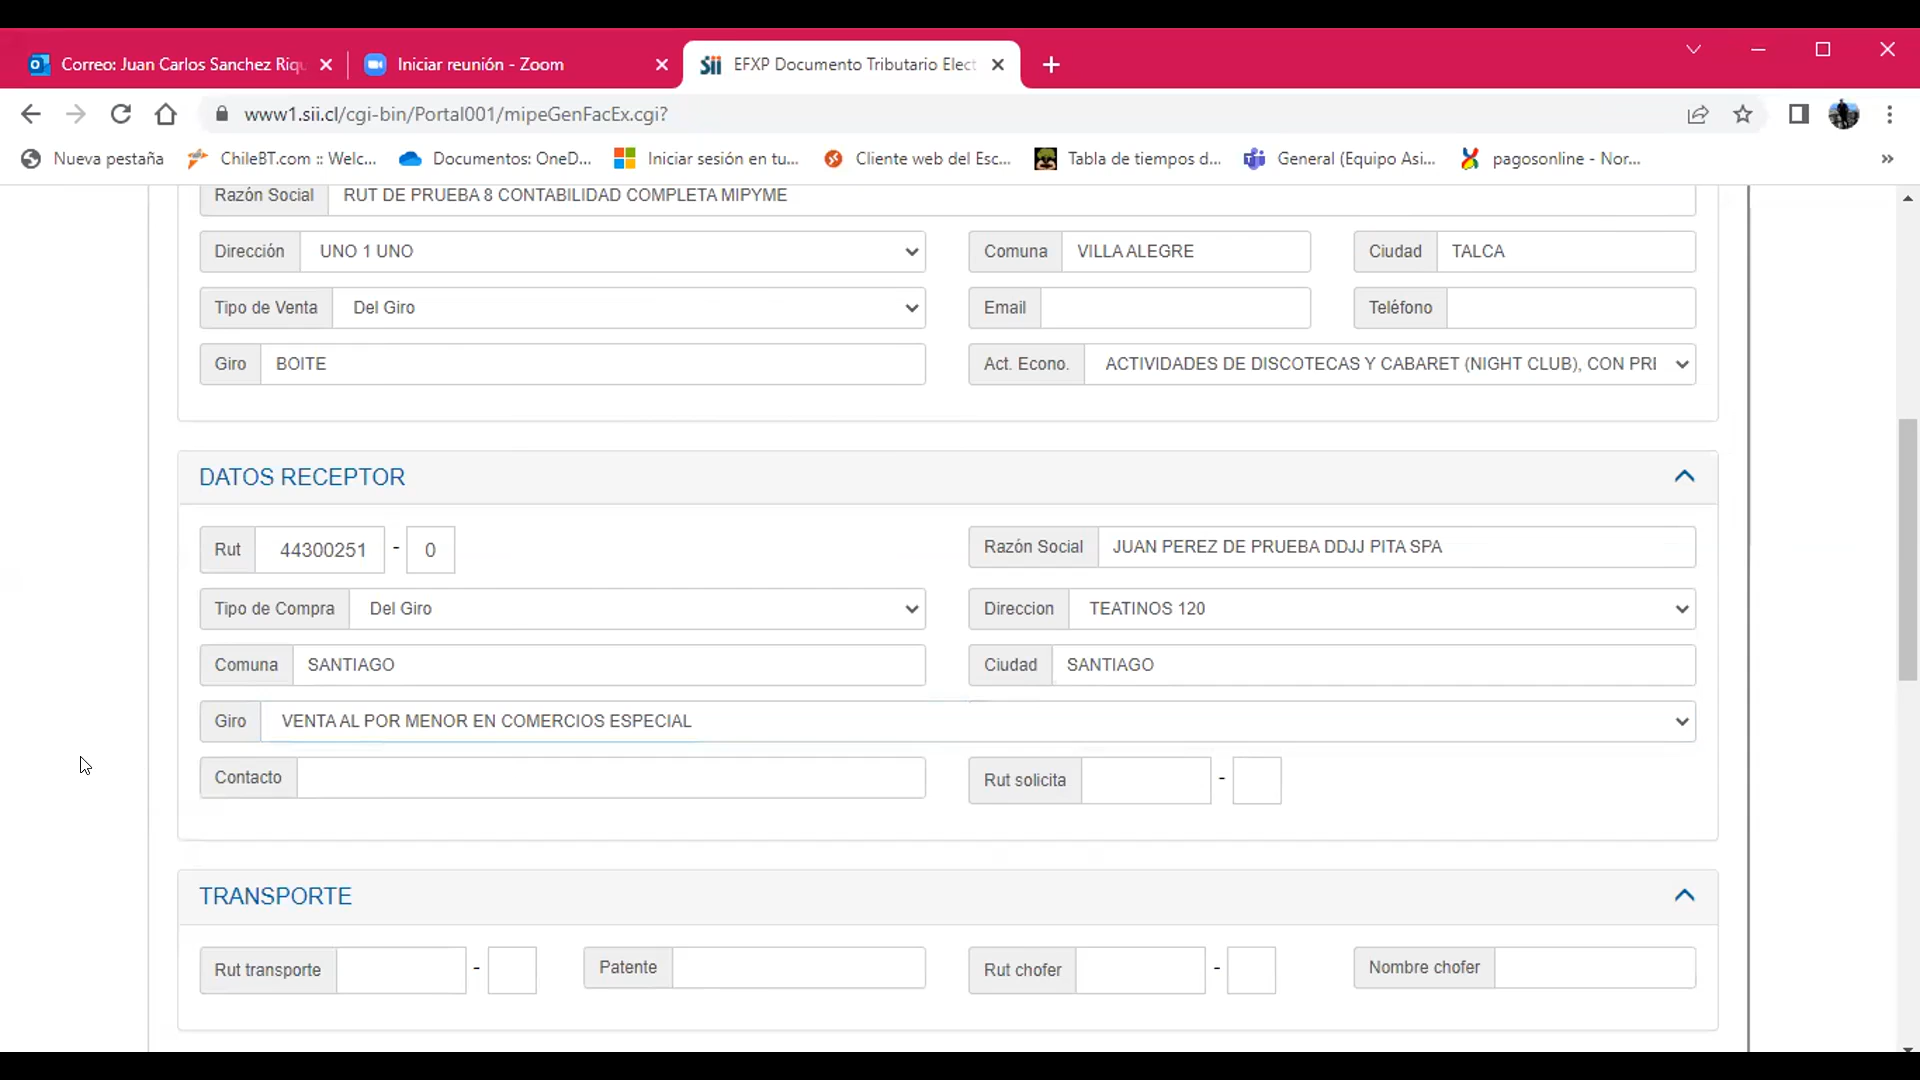 Correo: Juan Carlos Sanchez Riqu
Iniciar reunión - Zoom
Sii EFXP Documento Tributario Elect
www1.sii.cl/cgi-bin/Portal001/mipeGenFacEx.cgi?
Nueva pestaña
ChileBT.com :: Welc...
Documentos: OneD...
Iniciar sesión en tu...
Cliente web del Esc...
Tabla de tiempos d...
General (Equipo Asi...
pagosonline - Nor...
Razón Social RUT DE PRUEBA 8 CONTABILIDAD COMPLETA MIPYME
Dirección UNO 1 UNO Comuna VILLA ALEGRE Ciudad TALCA
Tipo de Venta Del Giro Email Teléfono
Giro BOITE Act. Econo. ACTIVIDADES DE DISCOTECAS Y CABARET (NIGHT CLUB), CON PRI
DATOS RECEPTOR
Rut 44300251 - 0 Razón Social JUAN PEREZ DE PRUEBA DDJJ PITA SPA
Tipo de Compra Del Giro Direccion TEATINOS 120
Comuna SANTIAGO Ciudad SANTIAGO
Giro VENTA AL POR MENOR EN COMERCIOS ESPECIAL
Contacto Rut solicita -
TRANSPORTE
Rut transporte - Patente Rut chofer - Nombre chofer